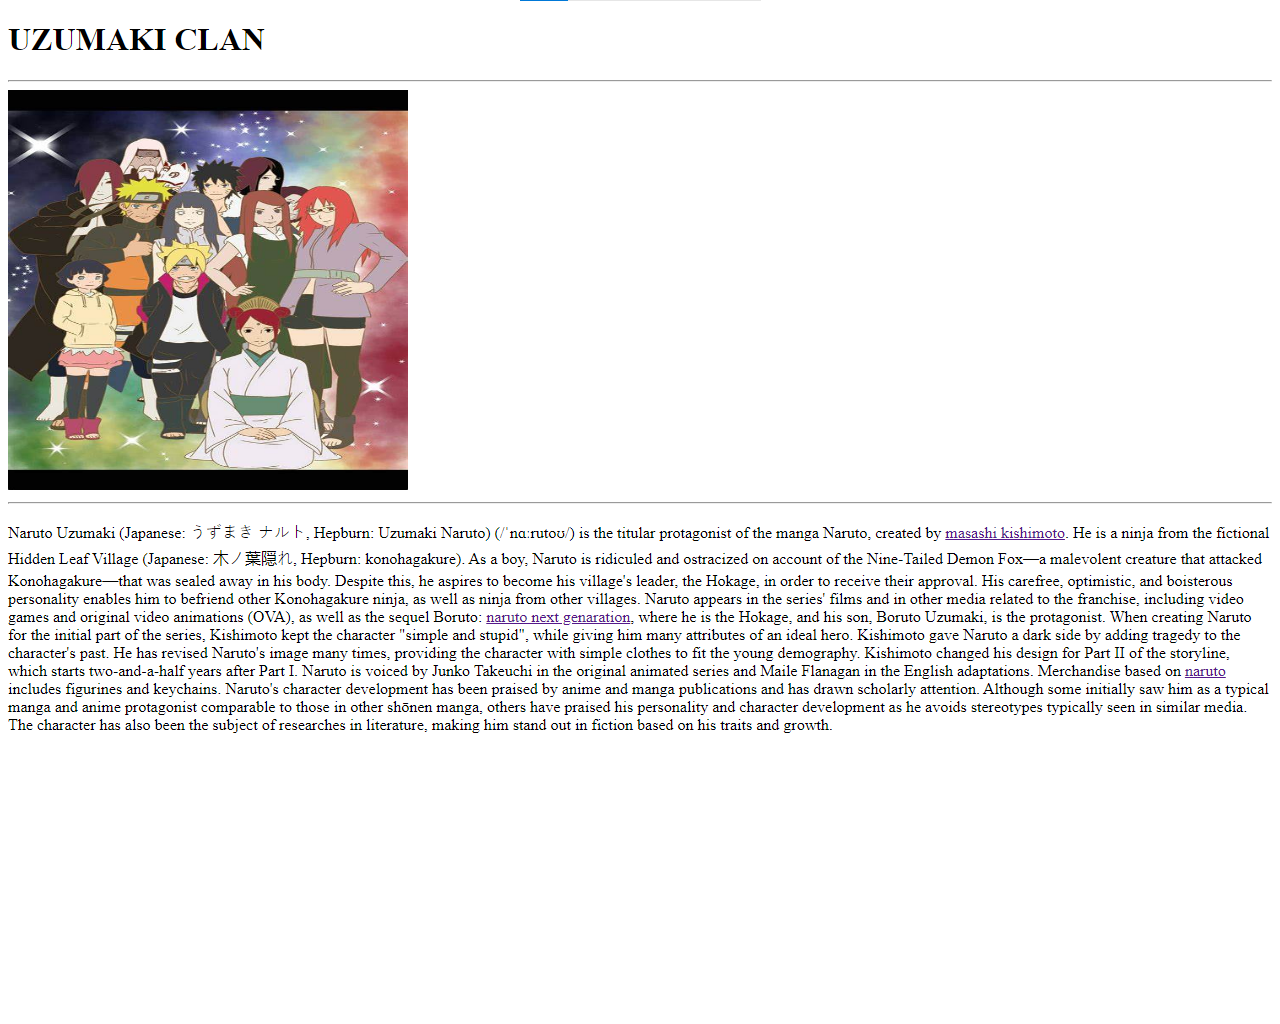 UZUMAKI CLAN
Naruto Uzumaki (Japanese: うずまき ナルト, Hepburn: Uzumaki Naruto) (/ˈnɑːrutoʊ/) is the titular protagonist of the manga Naruto, created by masashi kishimoto. He is a ninja from the fictional
Hidden Leaf Village (Japanese: 木ノ葉隠れ, Hepburn: konohagakure). As a boy, Naruto is ridiculed and ostracized on account of the Nine-Tailed Demon Fox—a malevolent creature that attacked
Konohagakure—that was sealed away in his body. Despite this, he aspires to become his village's leader, the Hokage, in order to receive their approval. His carefree, optimistic, and boisterous
personality enables him to befriend other Konohagakure ninja, as well as ninja from other villages. Naruto appears in the series' films and in other media related to the franchise, including video
games and original video animations (OVA), as well as the sequel Boruto: naruto next genaration, where he is the Hokage, and his son, Boruto Uzumaki, is the protagonist. When creating Naruto
for the initial part of the series, Kishimoto kept the character "simple and stupid", while giving him many attributes of an ideal hero. Kishimoto gave Naruto a dark side by adding tragedy to the
character's past. He has revised Naruto's image many times, providing the character with simple clothes to fit the young demography. Kishimoto changed his design for Part II of the storyline,
which starts two-and-a-half years after Part I. Naruto is voiced by Junko Takeuchi in the original animated series and Maile Flanagan in the English adaptations. Merchandise based on naruto
includes figurines and keychains. Naruto's character development has been praised by anime and manga publications and has drawn scholarly attention. Although some initially saw him as a typical
manga and anime protagonist comparable to those in other shōnen manga, others have praised his personality and character development as he avoids stereotypes typically seen in similar media.
The character has also been the subject of researches in literature, making him stand out in fiction based on his traits and growth.